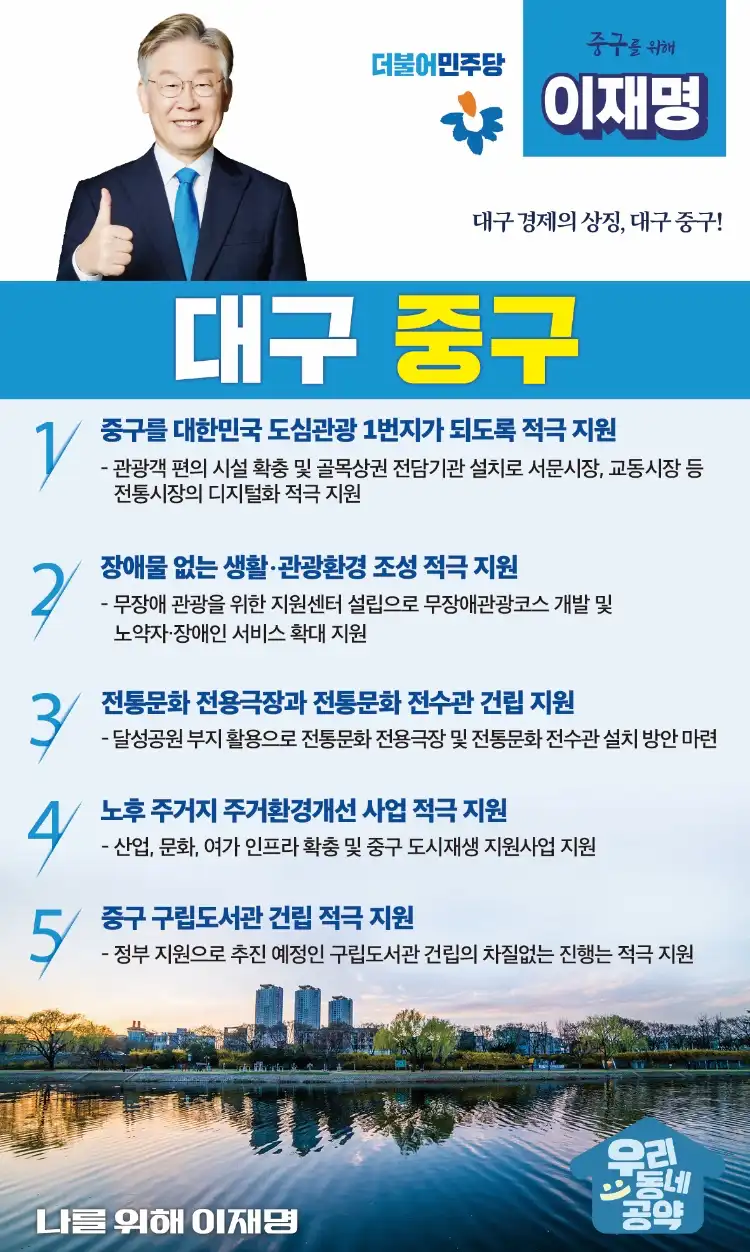 더불어민주당
중구를 위해
이재명
대구 경제의 상징, 대구 중구!
대구 중구
1 중구를 대한민국 도심관광 1번지가 되도록 적극 지원
- 관광객 편의 시설 확충 및 골목상권 전담기관 설치로 서문시장, 교동시장 등
전통시장의 디지털화 적극 지원
2 장애물 없는 생활·관광환경 조성 적극 지원
- 무장애 관광을 위한 지원센터 설립으로 무장애관광코스 개발 및
노약자·장애인 서비스 확대 지원
3 전통문화 전용극장과 전통문화 전수관 건립 지원
- 달성공원 부지 활용으로 전통문화 전용극장 및 전통문화 전수관 설치 방안 마련
4 노후 주거지 주거환경개선 사업 적극 지원
- 산업, 문화, 여가 인프라 확충 및 중구 도시재생 지원사업 지원
5 중구 구립도서관 건립 적극 지원
- 정부 지원으로 추진 예정인 구립도서관 건립의 차질없는 진행는 적극 지원
우리
동네
공약
나를 위해 이재명